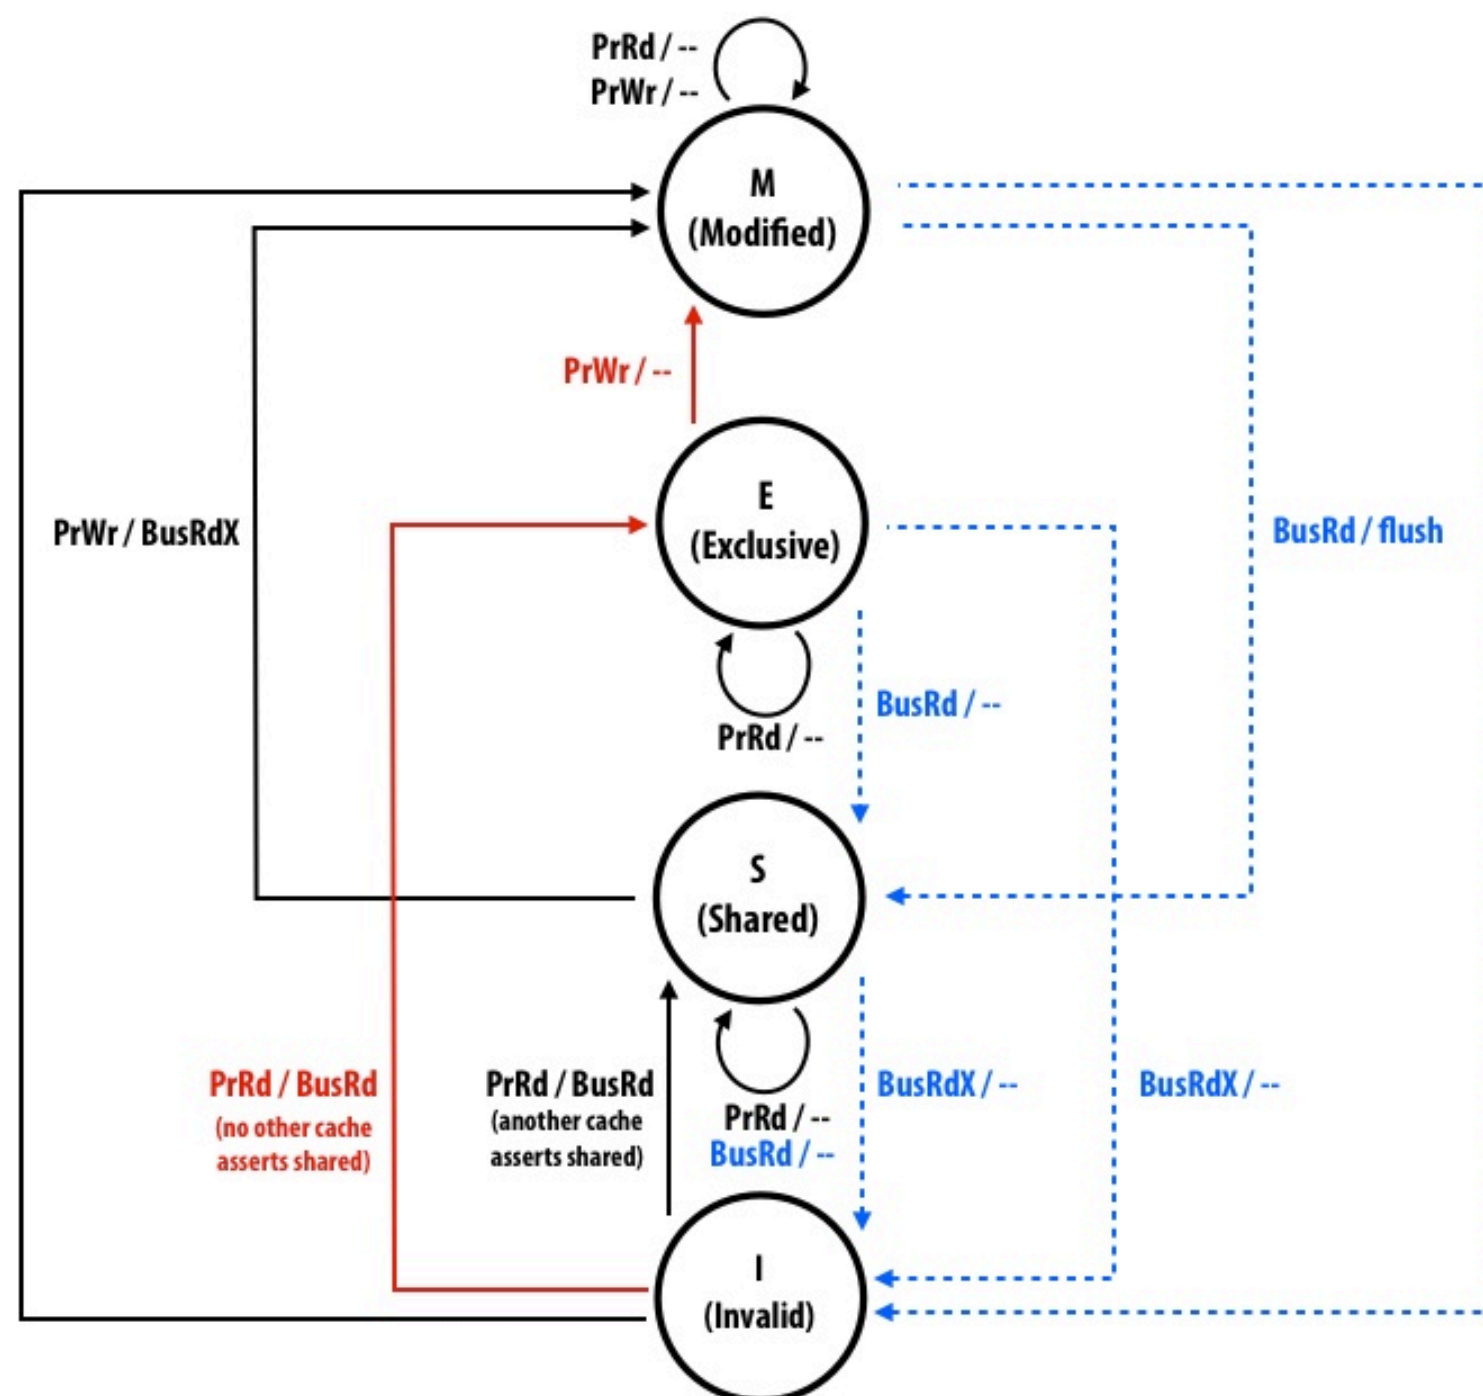 PrRd / --
PrWr / --
M
(Modified)
PrWr / --
E
(Exclusive)
PrWr / BusRdX
BusRd / flush
BusRd / --
PrRd / --
S
(Shared)
PrRd / BusRd
(no other cache
asserts shared)
PrRd / BusRd
(another cache
asserts shared)
PrRd / --
BusRd / --
BusRdX / --
BusRdX / --
I
(Invalid)